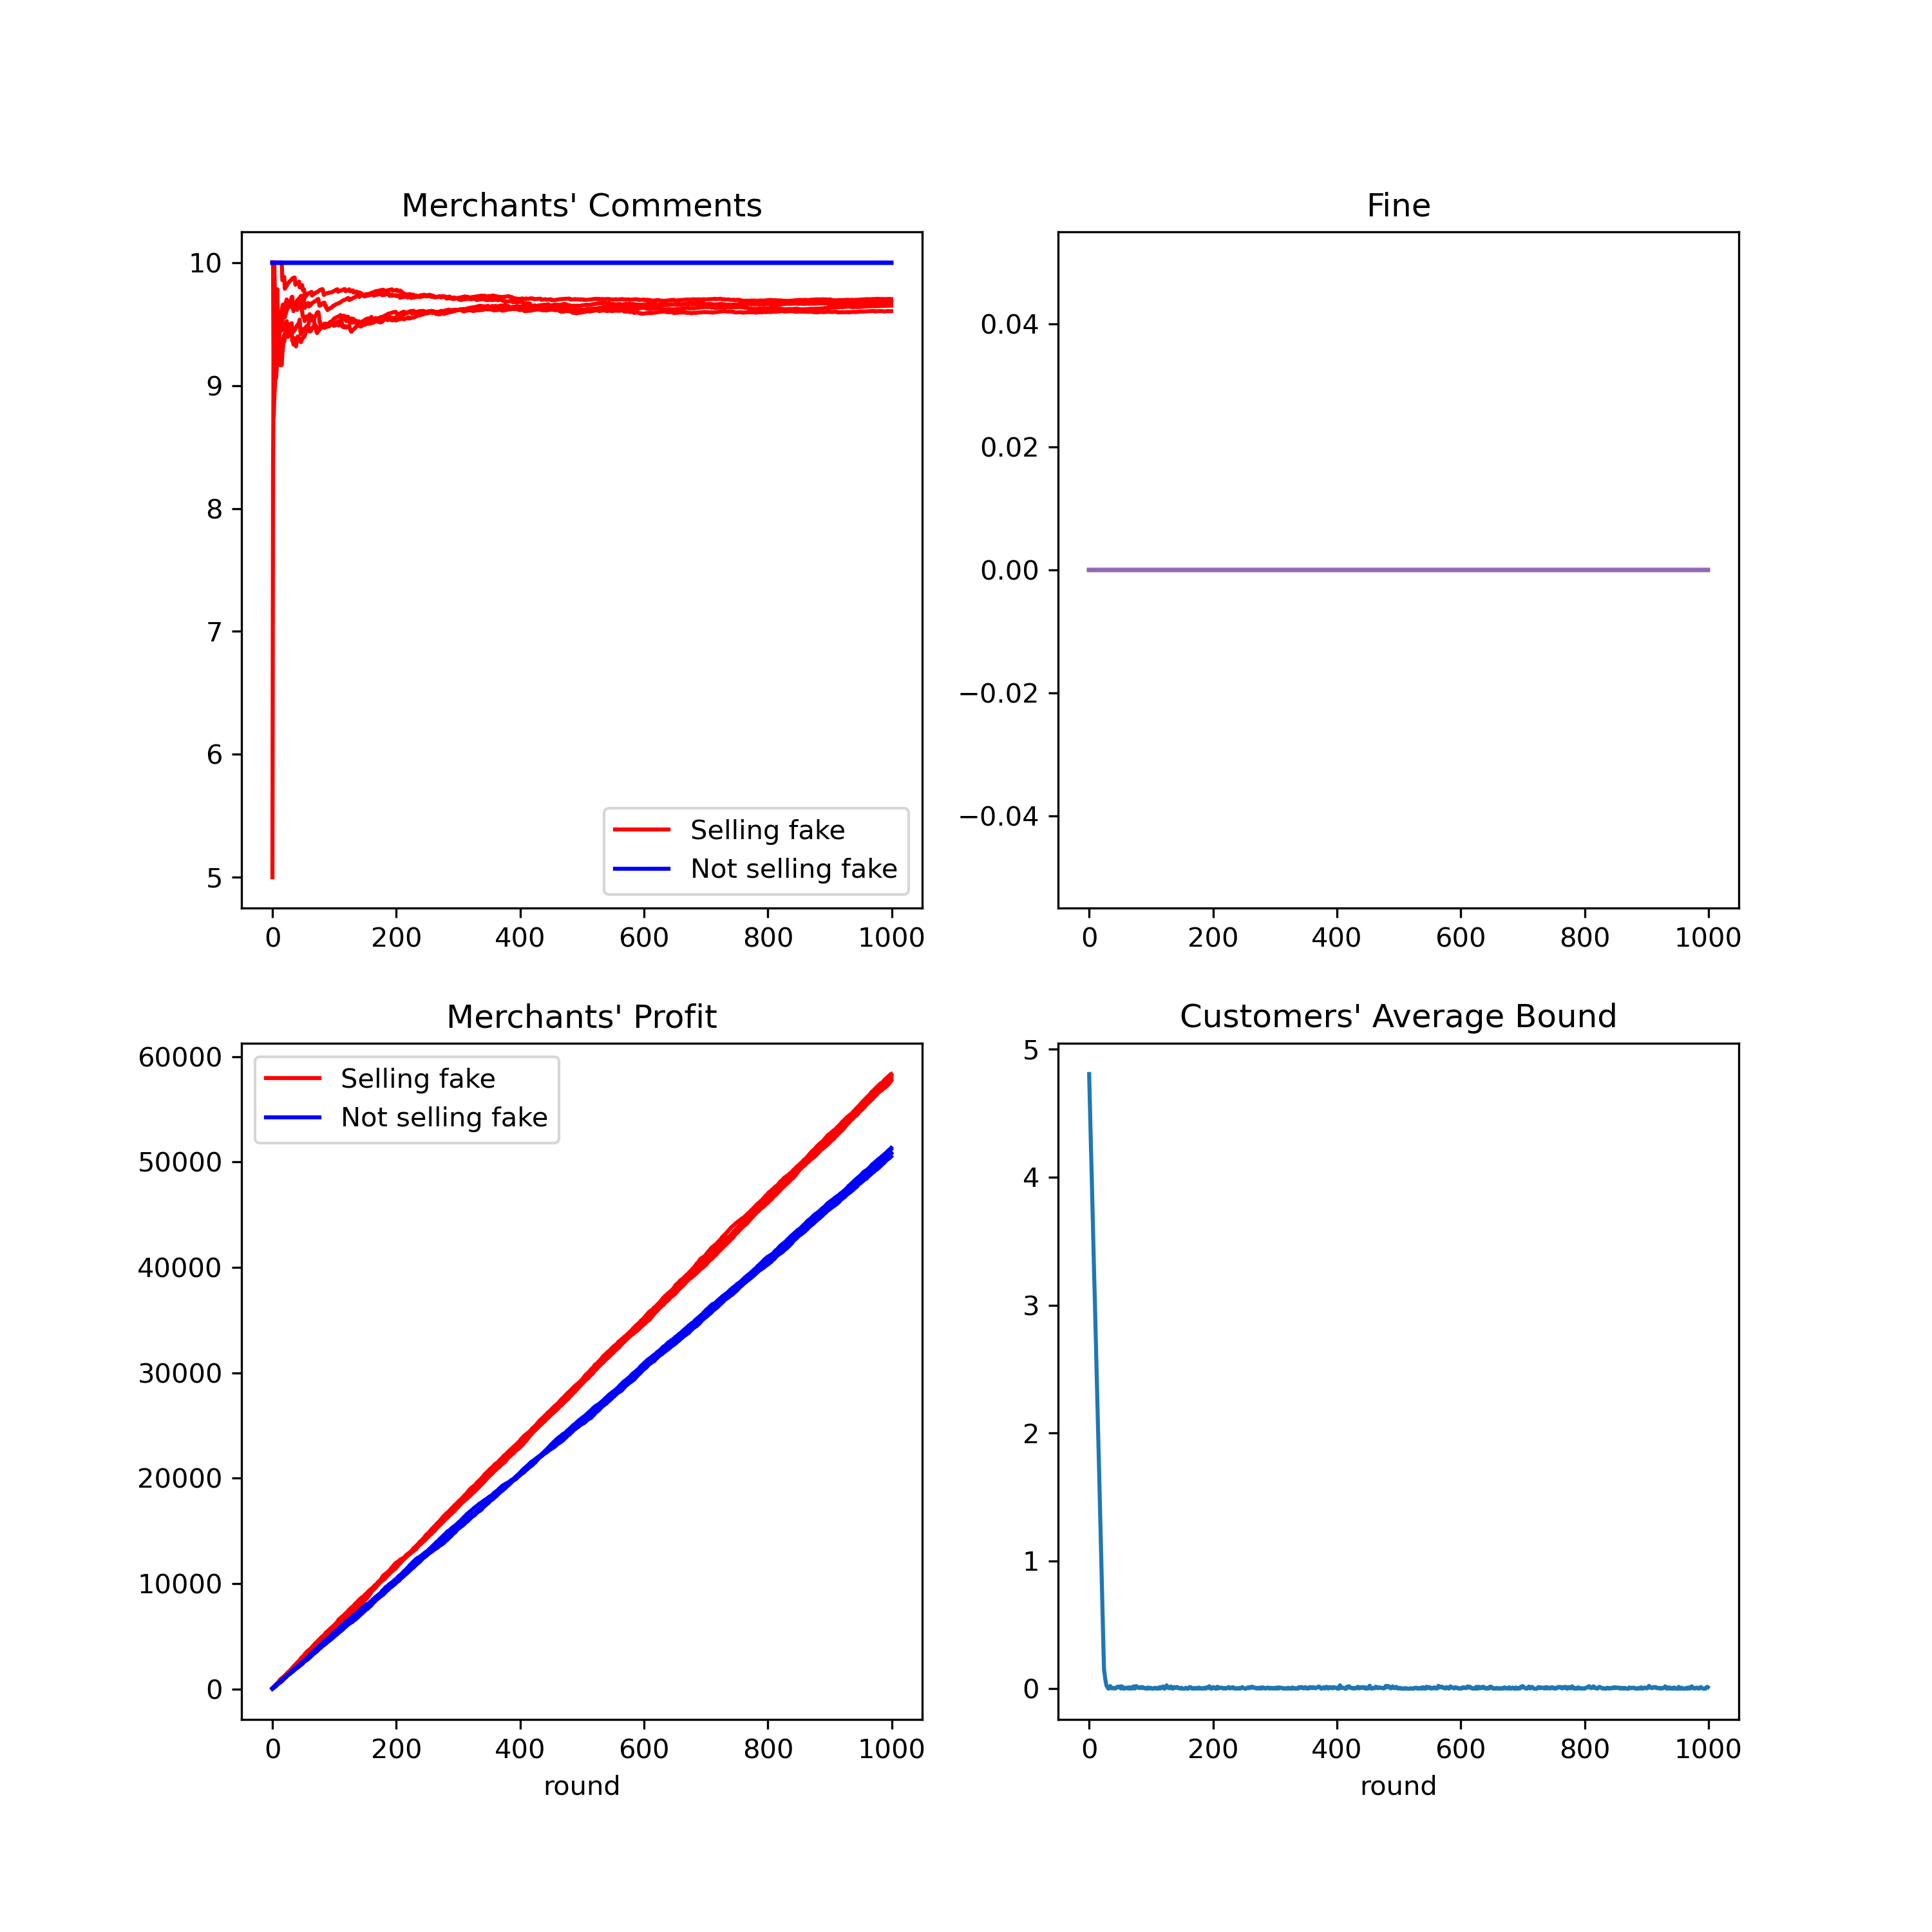 Merchants' Comments
10
9
8
7
6
5
0 200 400 600 800 1000
Selling fake
Not selling fake
Fine
0.04
0.02
0.00
−0.02
−0.04
0 200 400 600 800 1000
Merchants' Profit
60000
50000
40000
30000
20000
10000
0
0 200 400 600 800 1000
round
Selling fake
Not selling fake
Customers' Average Bound
5
4
3
2
1
0
0 200 400 600 800 1000
round